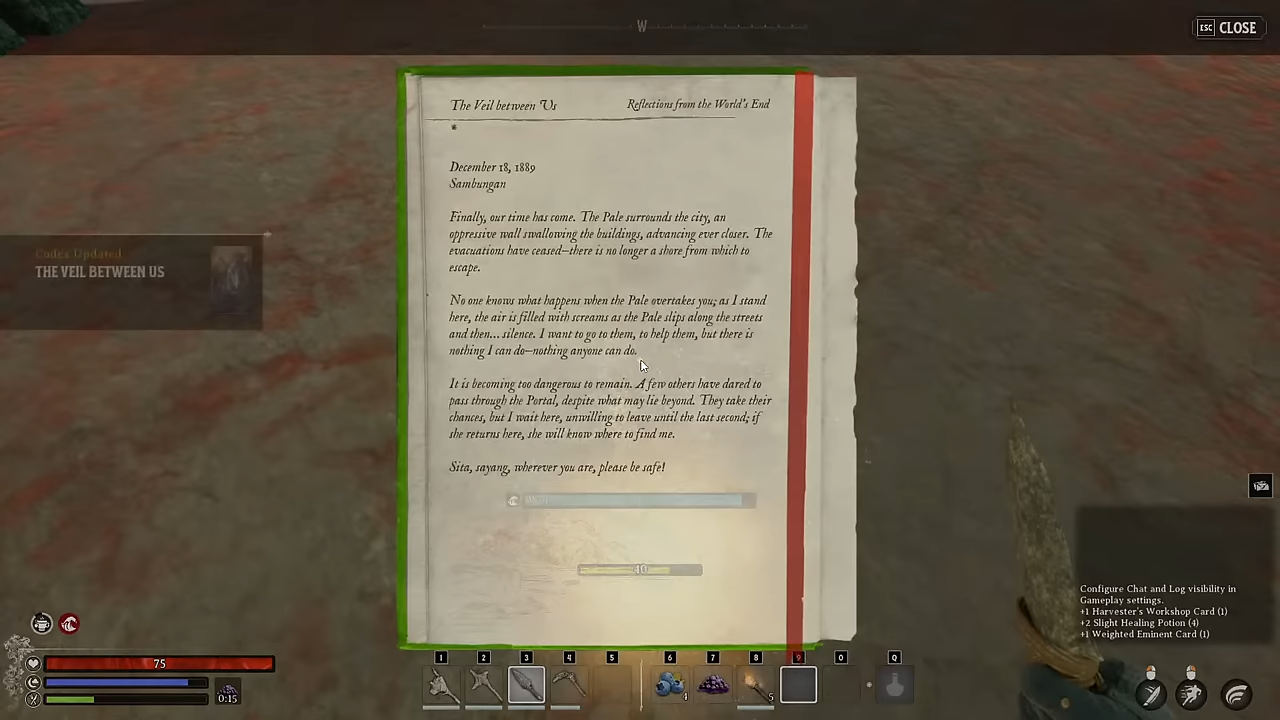 W
ESC CLOSE
The Veil between Us
Reflections from the World's End
December 18, 1889
Sambungan
Finally, our time has come. The Pale surrounds the city, an
oppressive wall swallowing the buildings, advancing ever closer. The
evacuations have ceased—there is no longer a shore from which to
escape.
No one knows what happens when the Pale overtakes you; as I stand
here, the air is filled with screams as the Pale slips along the streets
and then... silence. I want to go to them, to help them, but there is
nothing I can do—nothing anyone can do.
It is becoming too dangerous to remain. A few others have dared to
pass through the Portal, despite what may lie beyond. They take their
chances, but I wait here, unwilling to leave until the last second; if
she returns here, she will know where to find me.
Sita, sayang, wherever you are, please be safe!
Codex Updated
THE VEIL BETWEEN US
40
Configure Chat and Log visibility in
Gameplay settings.
+1 Harvester's Workshop Card (1)
+2 Slight Healing Potion (4)
+1 Weighted Eminent Card (1)
75
0:15
1 2 3 4 5 6 7 8 9 0 Q
4 5